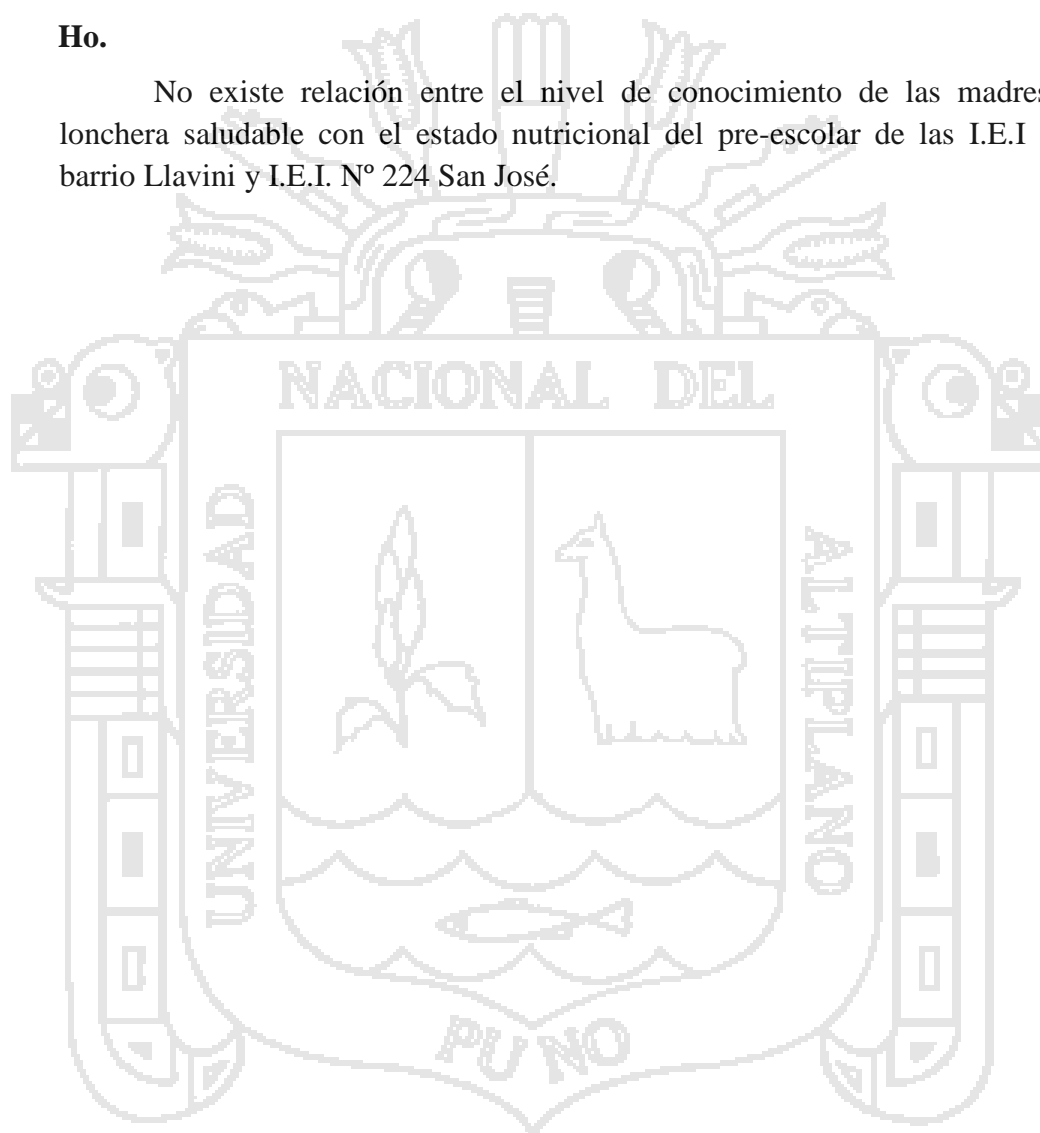 Ho.
No existe relación entre el nivel de conocimiento de las madres
lonchera saludable con el estado nutricional del pre-escolar de las I.E.I
barrio Llavini y I.E.I. Nº 224 San José.
NACIONAL DEL
UNIVERSIDAD
ALTIPLANO
PUNO